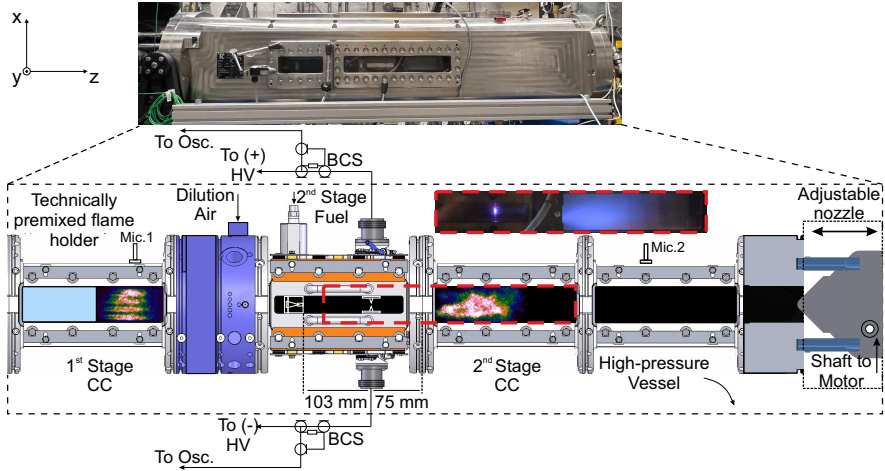 x
y
z
To Osc.
BCS
To (+)
HV
Technically
premixed flame
holder
Mic.1
Dilution
Air
2nd Stage
Fuel
Adjustable
nozzle
Mic.2
1st Stage
CC
2nd Stage
CC
103 mm
75 mm
High-pressure
Vessel
Shaft to
Motor
To (-)
HV
BCS
To Osc.